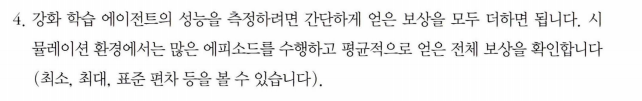 4. 강화 학습 에이전트의 성능을 측정하려면 간단하게 얻은 보상을 모두 더하면 됩니다. 시
뮬레이션 환경에서는 많은 에피소드를 수행하고 평균적으로 얻은 전체 보상을 확인합니다
(최소, 최대, 표준 편차 등을 볼 수 있습니다).